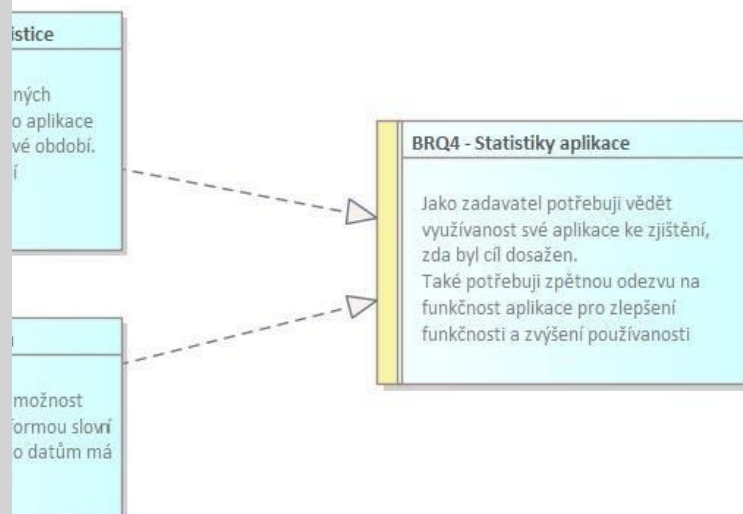 istice
ných
o aplikace
vé období.
í
BRQ4 - Statistiky aplikace
Jako zadavatel potřebuji vědět
využívanost své aplikace ke zjištění,
zda byl cíl dosažen.
Také potřebuji zpětnou odezvu na
funkčnost aplikace pro zlepšení
funkčnosti a zvýšení používanosti
možnost
formou slovní
o datům má